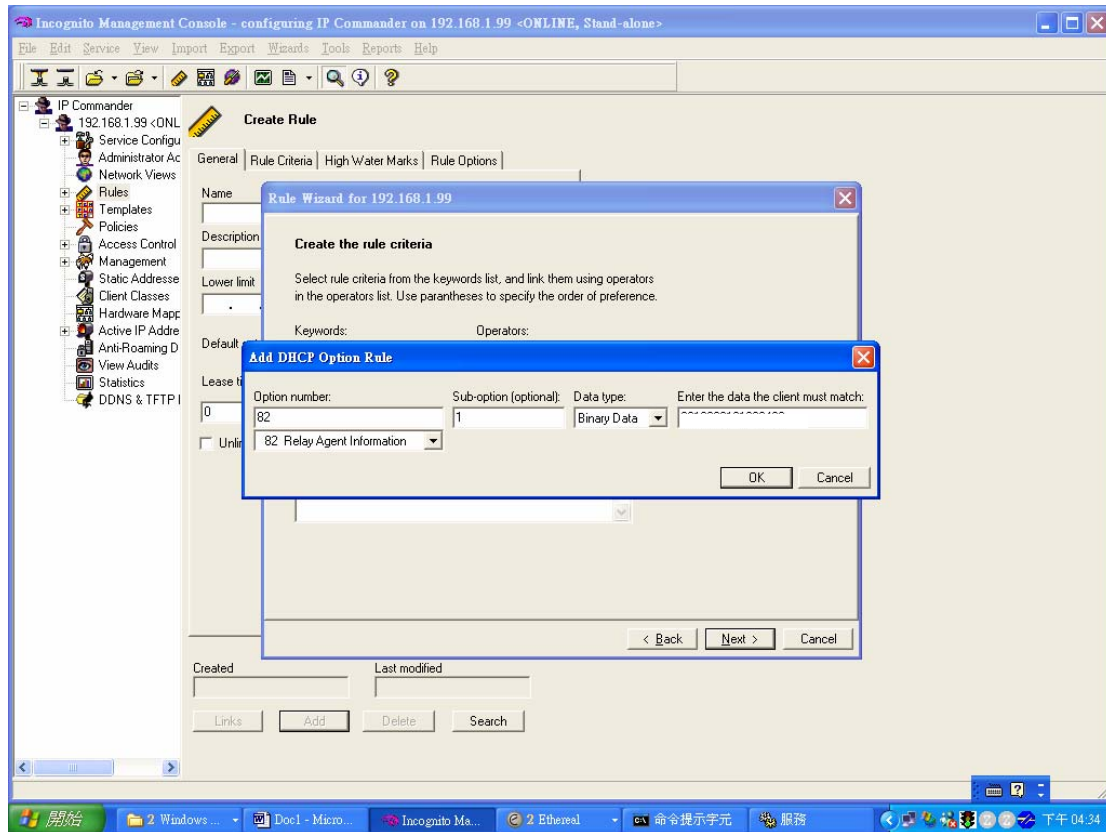 Incognito Management Console - configuring IP Commander on 192.168.1.99 <ONLINE, Stand-alone>
File Edit Service View Import Export Wizards Tools Reports Help
IP Commander
192.168.1.99 <ONL
Service Configu
Administrator Ac
Network Views
Rules
Templates
Policies
Access Control
Management
Static Addresse
Client Classes
Hardware Mapp
Active IP Addre
Anti-Roaming D
View Audits
Statistics
DDNS & TFTP
Create Rule
General Rule Criteria High Water Marks Rule Options
Name
Description
Lower limit
Default
Lease ti
0
Unlin
Rule Wizard for 192.168.1.99
Create the rule criteria
Select rule criteria from the keywords list, and link them using operators
in the operators list. Use parantheses to specify the order of preference.
Keywords: Operators:
Add DHCP Option Rule
Option number: Sub-option (optional): Data type: Enter the data the client must match:
82 1 Binary Data
82 Relay Agent Information
OK Cancel
< Back Next > Cancel
Created Last modified
Links Add Delete Search
開始 2 Windows ... Doc1 - Micro... Incognito Ma... 2 Ethereal 命令提示字元 服務 下午 04:34